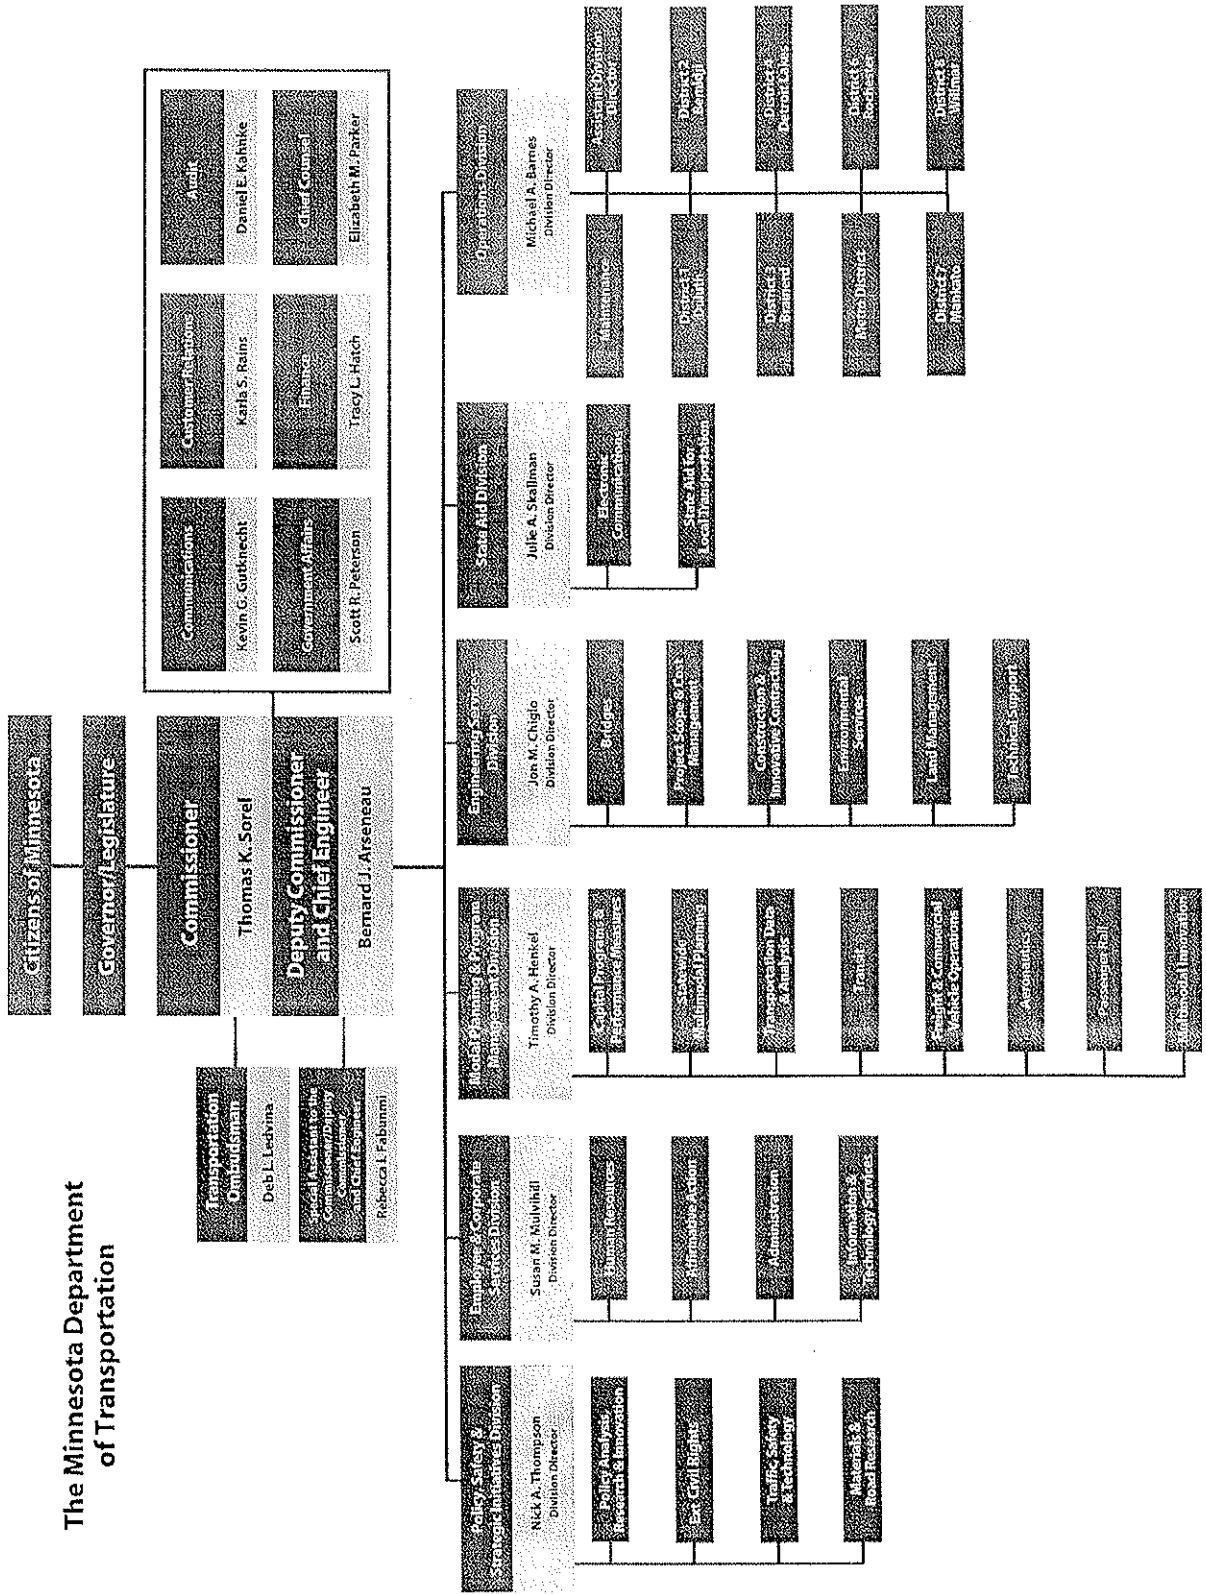 The Minnesota Department
of Transportation
Citizens of Minnesota
Governor/Legislature
Commissioner
Thomas K. Sorel
Deputy Commissioner
and Chief Engineer
Bernard J. Arseneau
Transportation
Ombudsman
Deb L. Ledvina
Special Assistant to the
Commissioner/Deputy
Commissioner
and Chief Engineer
Rebecca I. Fabunmi
Communications
Kevin G. Gutknecht
Customer Relations
Karla S. Rains
Audit
Daniel E. Kahnke
Government Affairs
Scott R. Peterson
Finance
Tracy L. Hatch
Chief Counsel
Elizabeth M. Parker
Policy Safety &
Strategic Initiatives Division
Nick A. Thompson
Division Director
Policy Analysis,
Research & Innovation
Ext Civil Rights
Traffic, Safety
& Technology
Materials &
Road Research
Employee & Corporate
Services Division
Susan M. Mulvihill
Division Director
Human Resources
Affirmative Action
Administration
Information &
Technology Services
Modal Planning & Program
Management Division
Timothy A. Henkel
Division Director
Capital Programs &
Performance Measures
Statewide
Multimodal Planning
Transportation Data
& Analysis
Transit
Freight & Commercial
Vehicle Operations
Aeronautics
Passenger Rail
Multimodal Innovation
Engineering Services
Division
Jon M. Chiglo
Division Director
Bridges
Project Scope & Cost
Management
Construction &
Innovative Contracting
Environmental
Services
Land Management
Technical Support
State Aid Division
Julie A. Skallman
Division Director
Electronic
Communications
State Aid for
Local Transportation
Operations Division
Michael A. Barnes
Division Director
Maintenance
Assistant Division
Director
District 1
Duluth
District 2
Bemidji
District 3
Brainerd
District 4
Detroit Lakes
Metro District
District 6
Rochester
District 7
Mankato
District 8
Willmar